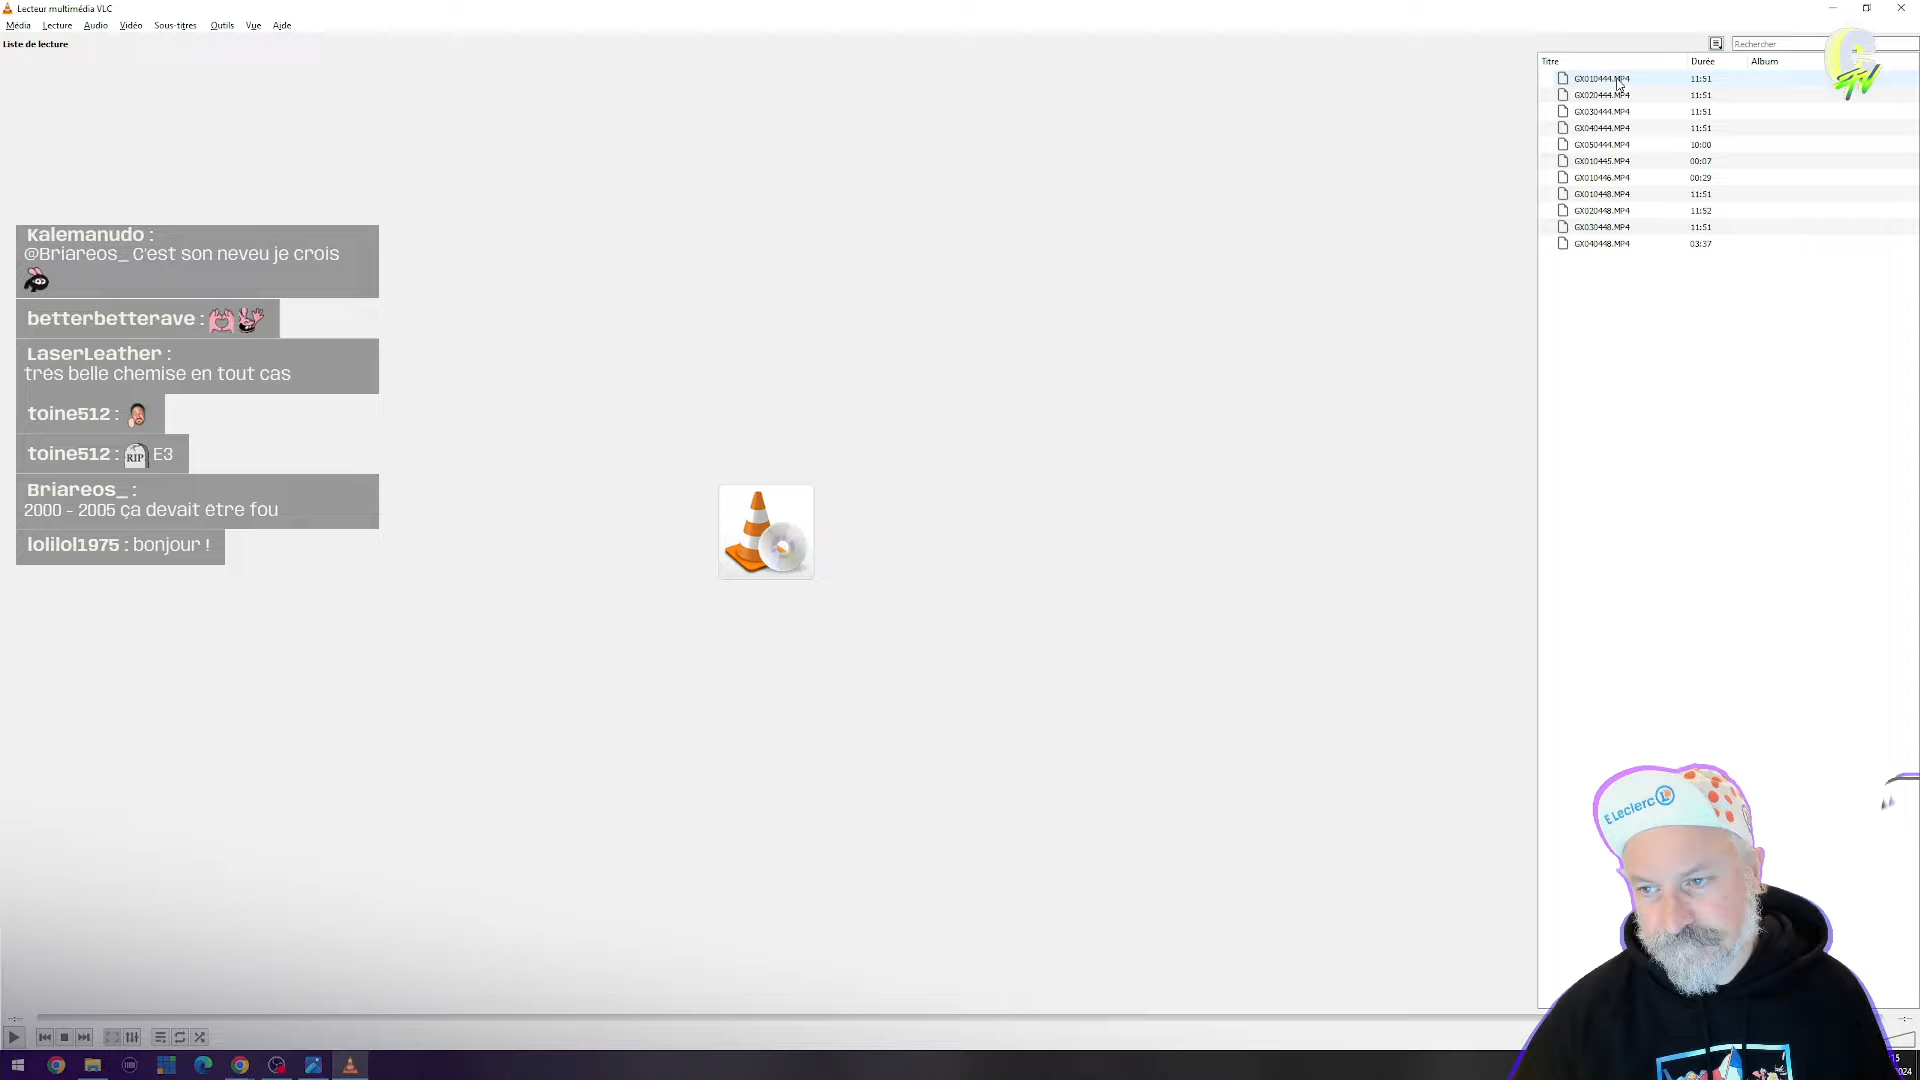 Lecteur multimédia VLC
Média Lecture Audio Vidéo Sous-titres Outils Vue Aide
Liste de lecture
Rechercher
Titre Durée Album
GX010444.MP4 11:51
GX020444.MP4 11:51
GX030444.MP4 11:51
GX040444.MP4 11:51
GX050444.MP4 10:00
GX010445.MP4 00:07
GX010446.MP4 00:29
GX010448.MP4 11:51
GX020448.MP4 11:52
GX030448.MP4 11:51
GX040448.MP4 03:37
Kalemanudo :
@Briareos_ C'est son neveu je crois
betterbetterave :
LaserLeather :
très belle chemise en tout cas
toine512 :
toine512 : RIP E3
Briareos_ :
2000 - 2005 ça devait être fou
lolilol1975 : bonjour !
E.Leclerc L
--:--
--:--